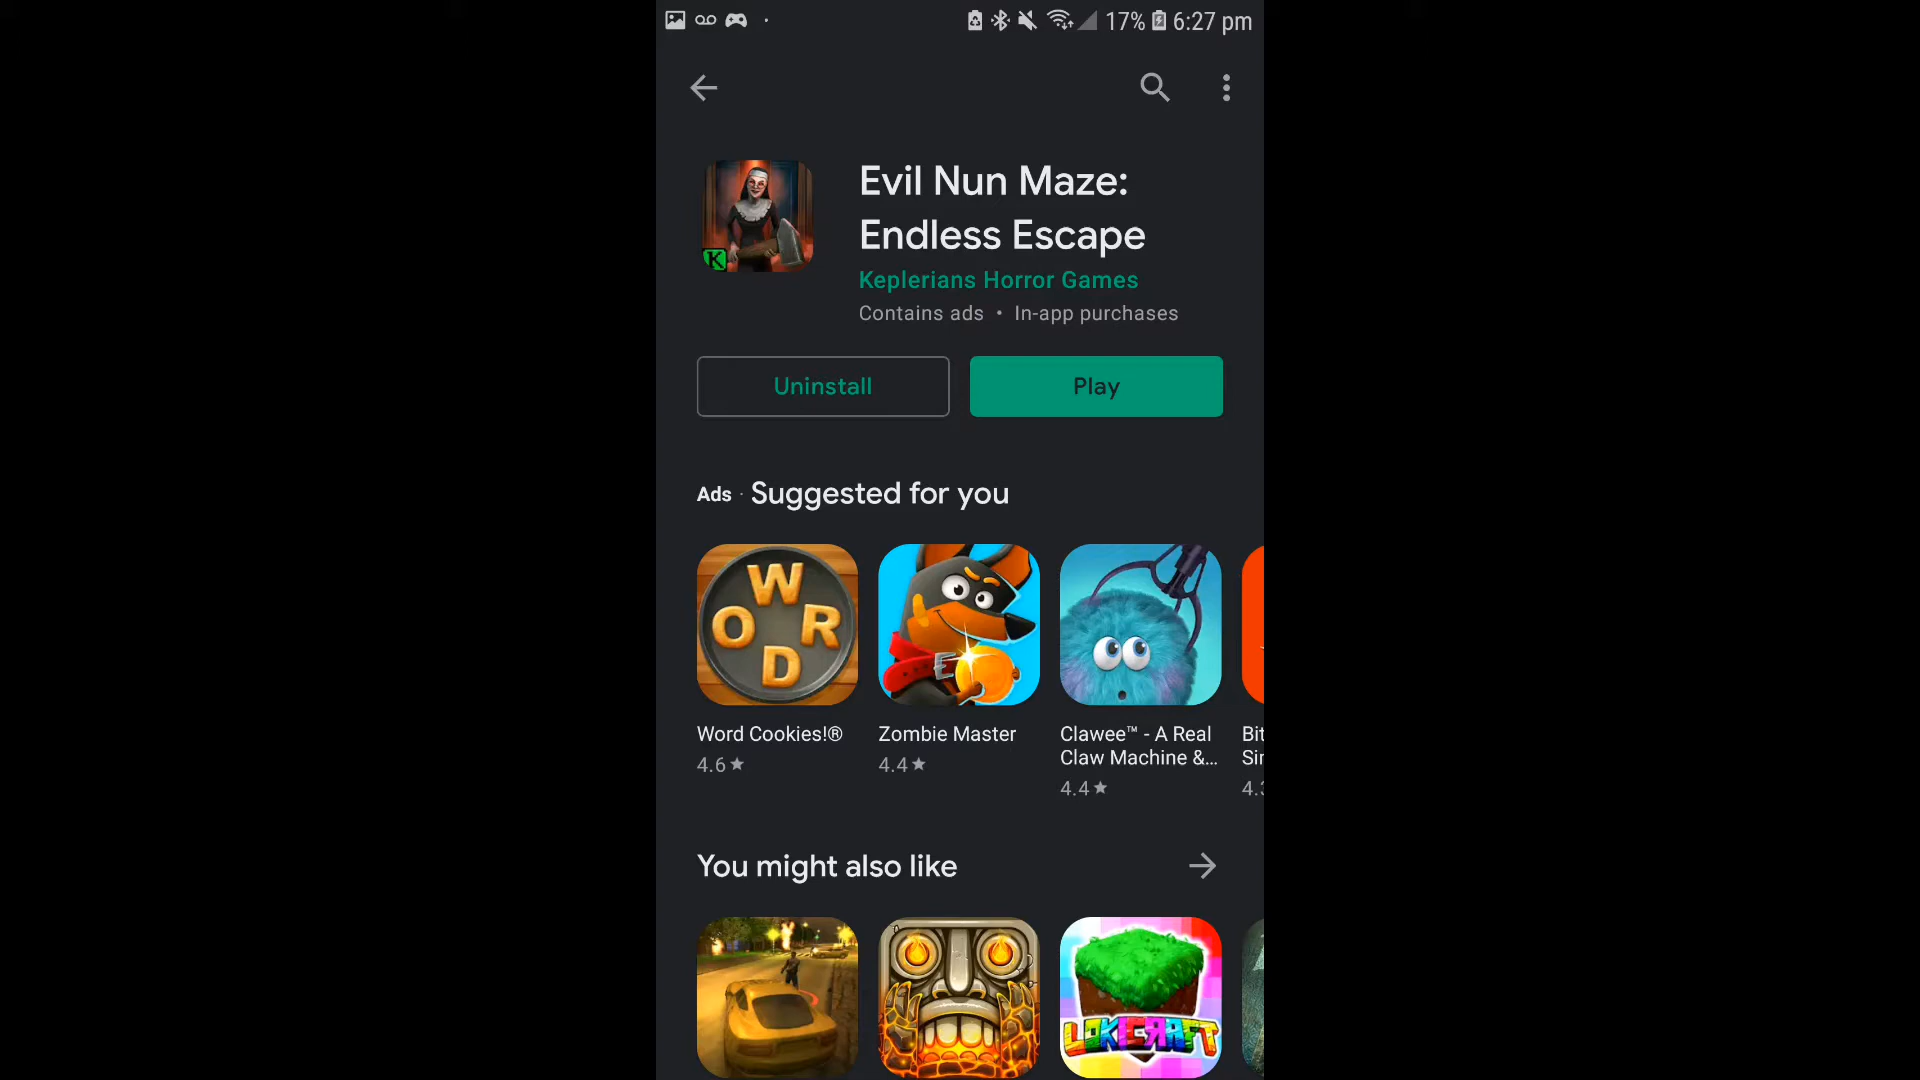 17% 6:27 pm
Evil Nun Maze:
Endless Escape
Keplerians Horror Games
Contains ads • In-app purchases
K
Uninstall
Play
Ads · Suggested for you
W
O R
D
Word Cookies!®
4.6★
Zombie Master
4.4★
Clawee™ - A Real
Claw Machine &...
4.4★
Bit
You might also like
LOKICRAFT